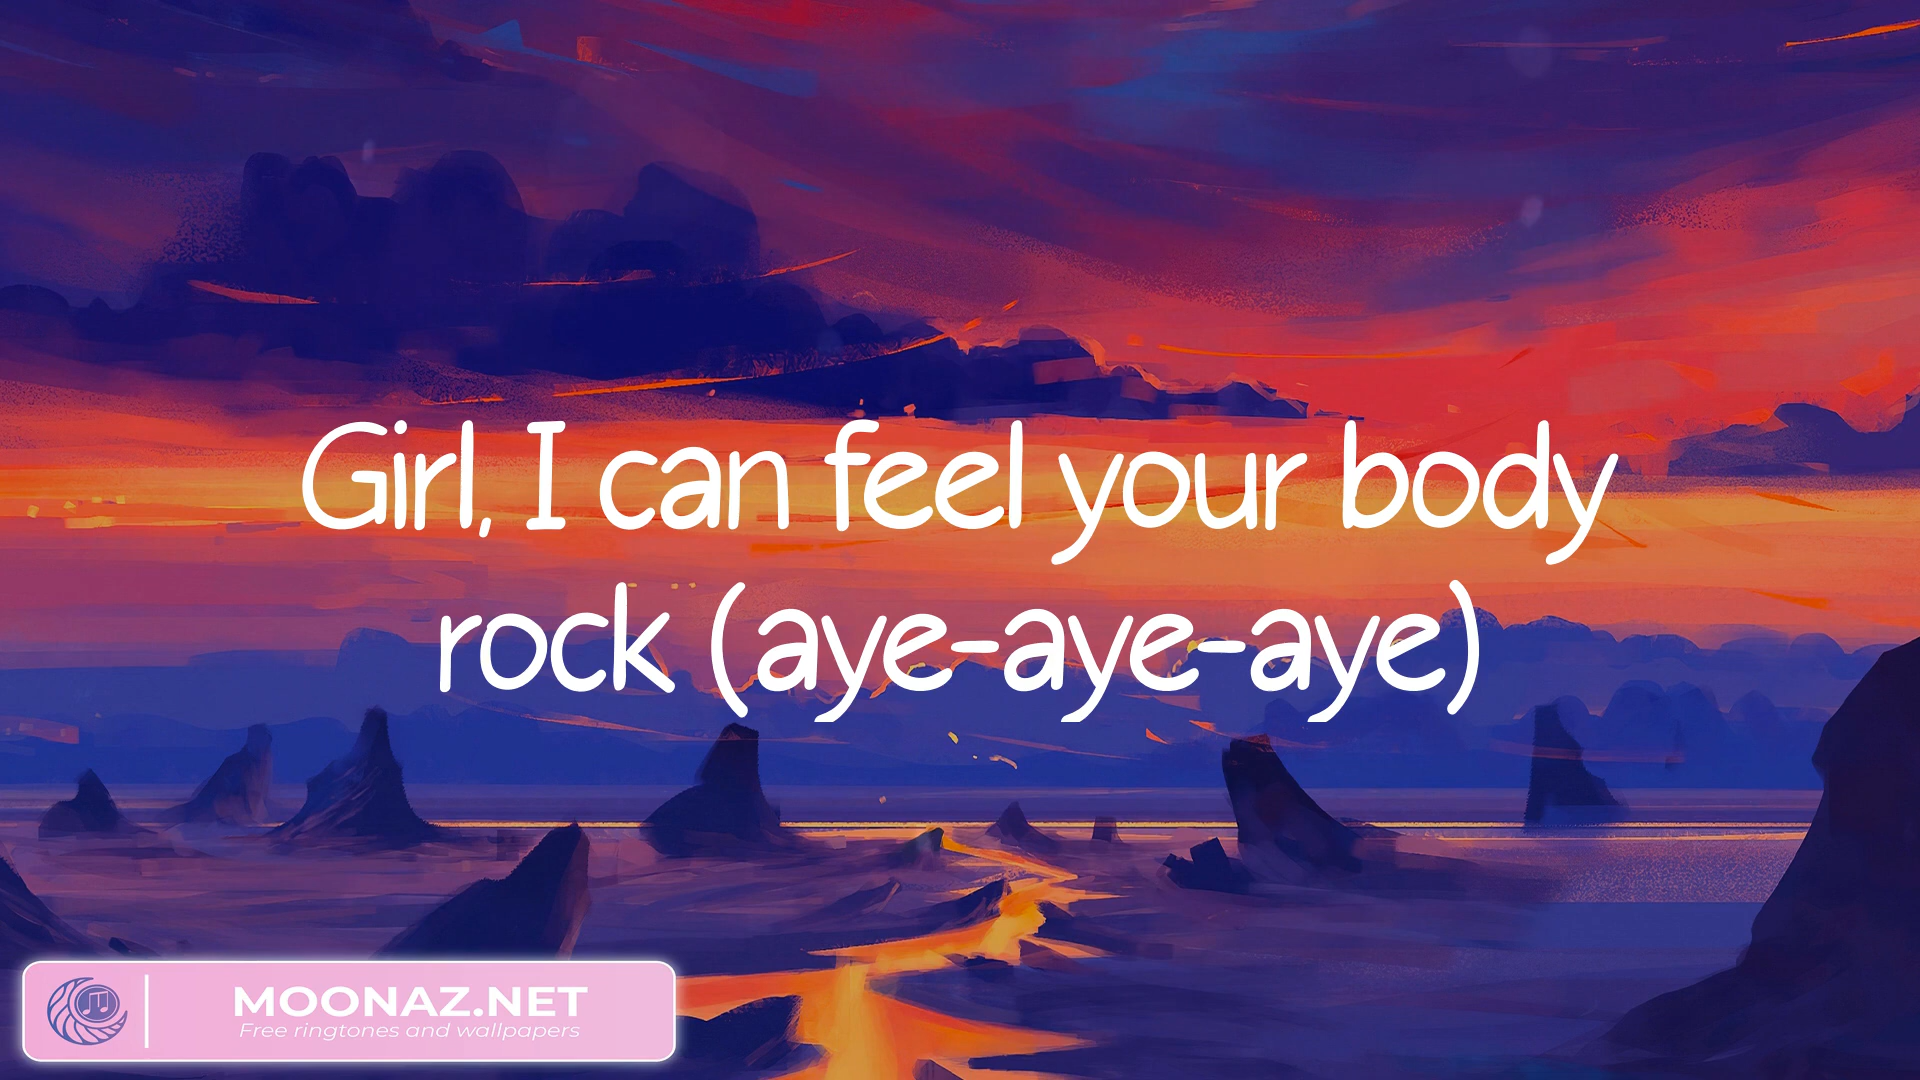 Girl, I can feel your body
rock (aye-aye-aye)
MOONAZ.NET
Free ringtones and wallpapers